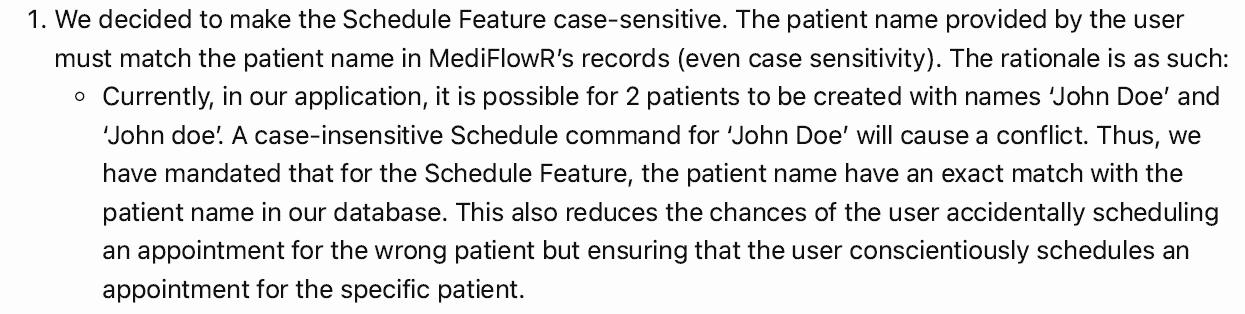 1. We decided to make the Schedule Feature case-sensitive. The patient name provided by the user
must match the patient name in MediFlowR’s records (even case sensitivity). The rationale is as such:
○ Currently, in our application, it is possible for 2 patients to be created with names ‘John Doe’ and
‘John doe’. A case-insensitive Schedule command for ‘John Doe’ will cause a conflict. Thus, we
have mandated that for the Schedule Feature, the patient name have an exact match with the
patient name in our database. This also reduces the chances of the user accidentally scheduling
an appointment for the wrong patient but ensuring that the user conscientiously schedules an
appointment for the specific patient.